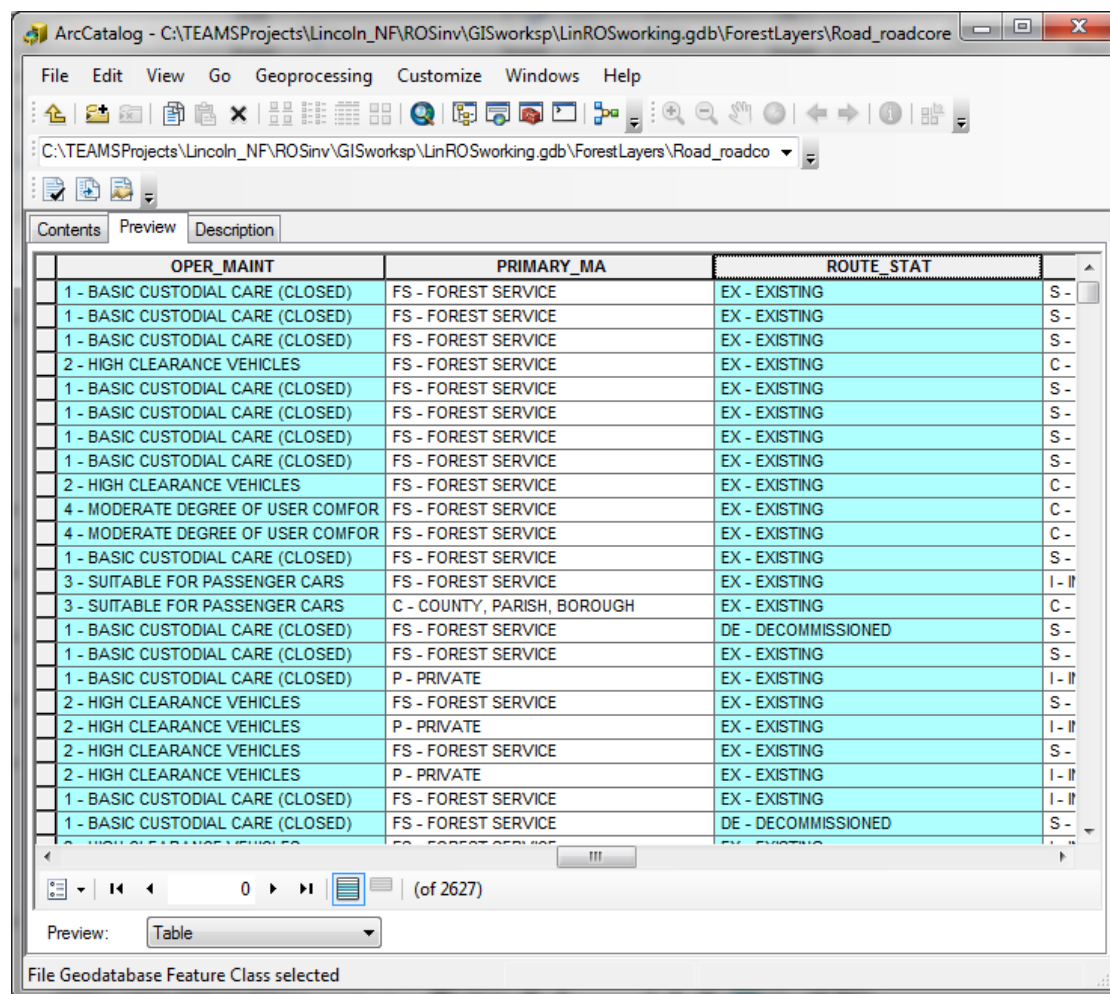 ArcCatalog - C:\TEAMSProjects\Lincoln_NF\ROSinv\GISworksp\LinROSworking.gdb\ForestLayers\Road_roadcore
File Edit View Go Geoprocessing Customize Windows Help
C:\TEAMSProjects\Lincoln_NF\ROSinv\GISworksp\LinROSworking.gdb\ForestLayers\Road_roadco
Contents Preview Description
OPER_MAINT PRIMARY_MA ROUTE_STAT
1 - BASIC CUSTODIAL CARE (CLOSED) FS - FOREST SERVICE EX - EXISTING S -
1 - BASIC CUSTODIAL CARE (CLOSED) FS - FOREST SERVICE EX - EXISTING S -
1 - BASIC CUSTODIAL CARE (CLOSED) FS - FOREST SERVICE EX - EXISTING S -
2 - HIGH CLEARANCE VEHICLES FS - FOREST SERVICE EX - EXISTING C -
1 - BASIC CUSTODIAL CARE (CLOSED) FS - FOREST SERVICE EX - EXISTING S -
1 - BASIC CUSTODIAL CARE (CLOSED) FS - FOREST SERVICE EX - EXISTING S -
1 - BASIC CUSTODIAL CARE (CLOSED) FS - FOREST SERVICE EX - EXISTING S -
1 - BASIC CUSTODIAL CARE (CLOSED) FS - FOREST SERVICE EX - EXISTING S -
2 - HIGH CLEARANCE VEHICLES FS - FOREST SERVICE EX - EXISTING C -
4 - MODERATE DEGREE OF USER COMFOR FS - FOREST SERVICE EX - EXISTING C -
4 - MODERATE DEGREE OF USER COMFOR FS - FOREST SERVICE EX - EXISTING C -
1 - BASIC CUSTODIAL CARE (CLOSED) FS - FOREST SERVICE EX - EXISTING S -
3 - SUITABLE FOR PASSENGER CARS FS - FOREST SERVICE EX - EXISTING I -
3 - SUITABLE FOR PASSENGER CARS C - COUNTY, PARISH, BOROUGH EX - EXISTING C -
1 - BASIC CUSTODIAL CARE (CLOSED) FS - FOREST SERVICE DE - DECOMMISSIONED S -
1 - BASIC CUSTODIAL CARE (CLOSED) FS - FOREST SERVICE EX - EXISTING S -
1 - BASIC CUSTODIAL CARE (CLOSED) P - PRIVATE EX - EXISTING I -
2 - HIGH CLEARANCE VEHICLES FS - FOREST SERVICE EX - EXISTING S -
2 - HIGH CLEARANCE VEHICLES P - PRIVATE EX - EXISTING I -
2 - HIGH CLEARANCE VEHICLES FS - FOREST SERVICE EX - EXISTING S -
2 - HIGH CLEARANCE VEHICLES P - PRIVATE EX - EXISTING I -
1 - BASIC CUSTODIAL CARE (CLOSED) FS - FOREST SERVICE EX - EXISTING I -
1 - BASIC CUSTODIAL CARE (CLOSED) FS - FOREST SERVICE DE - DECOMMISSIONED S -
0 (of 2627)
Preview: Table
File Geodatabase Feature Class selected